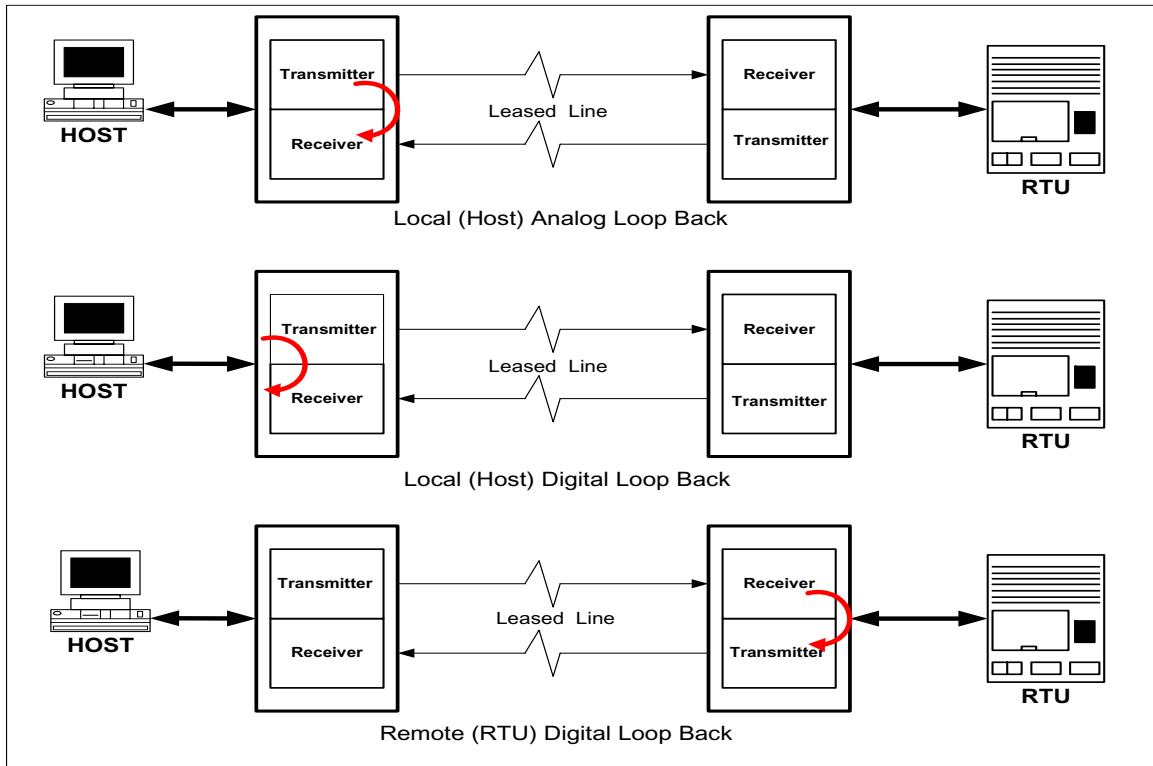 Transmitter
Receiver
Leased Line
Receiver
Transmitter
HOST
RTU
Local (Host) Analog Loop Back
Transmitter
Receiver
Leased Line
Receiver
Transmitter
HOST
RTU
Local (Host) Digital Loop Back
Transmitter
Receiver
Leased Line
Receiver
Transmitter
HOST
RTU
Remote (RTU) Digital Loop Back